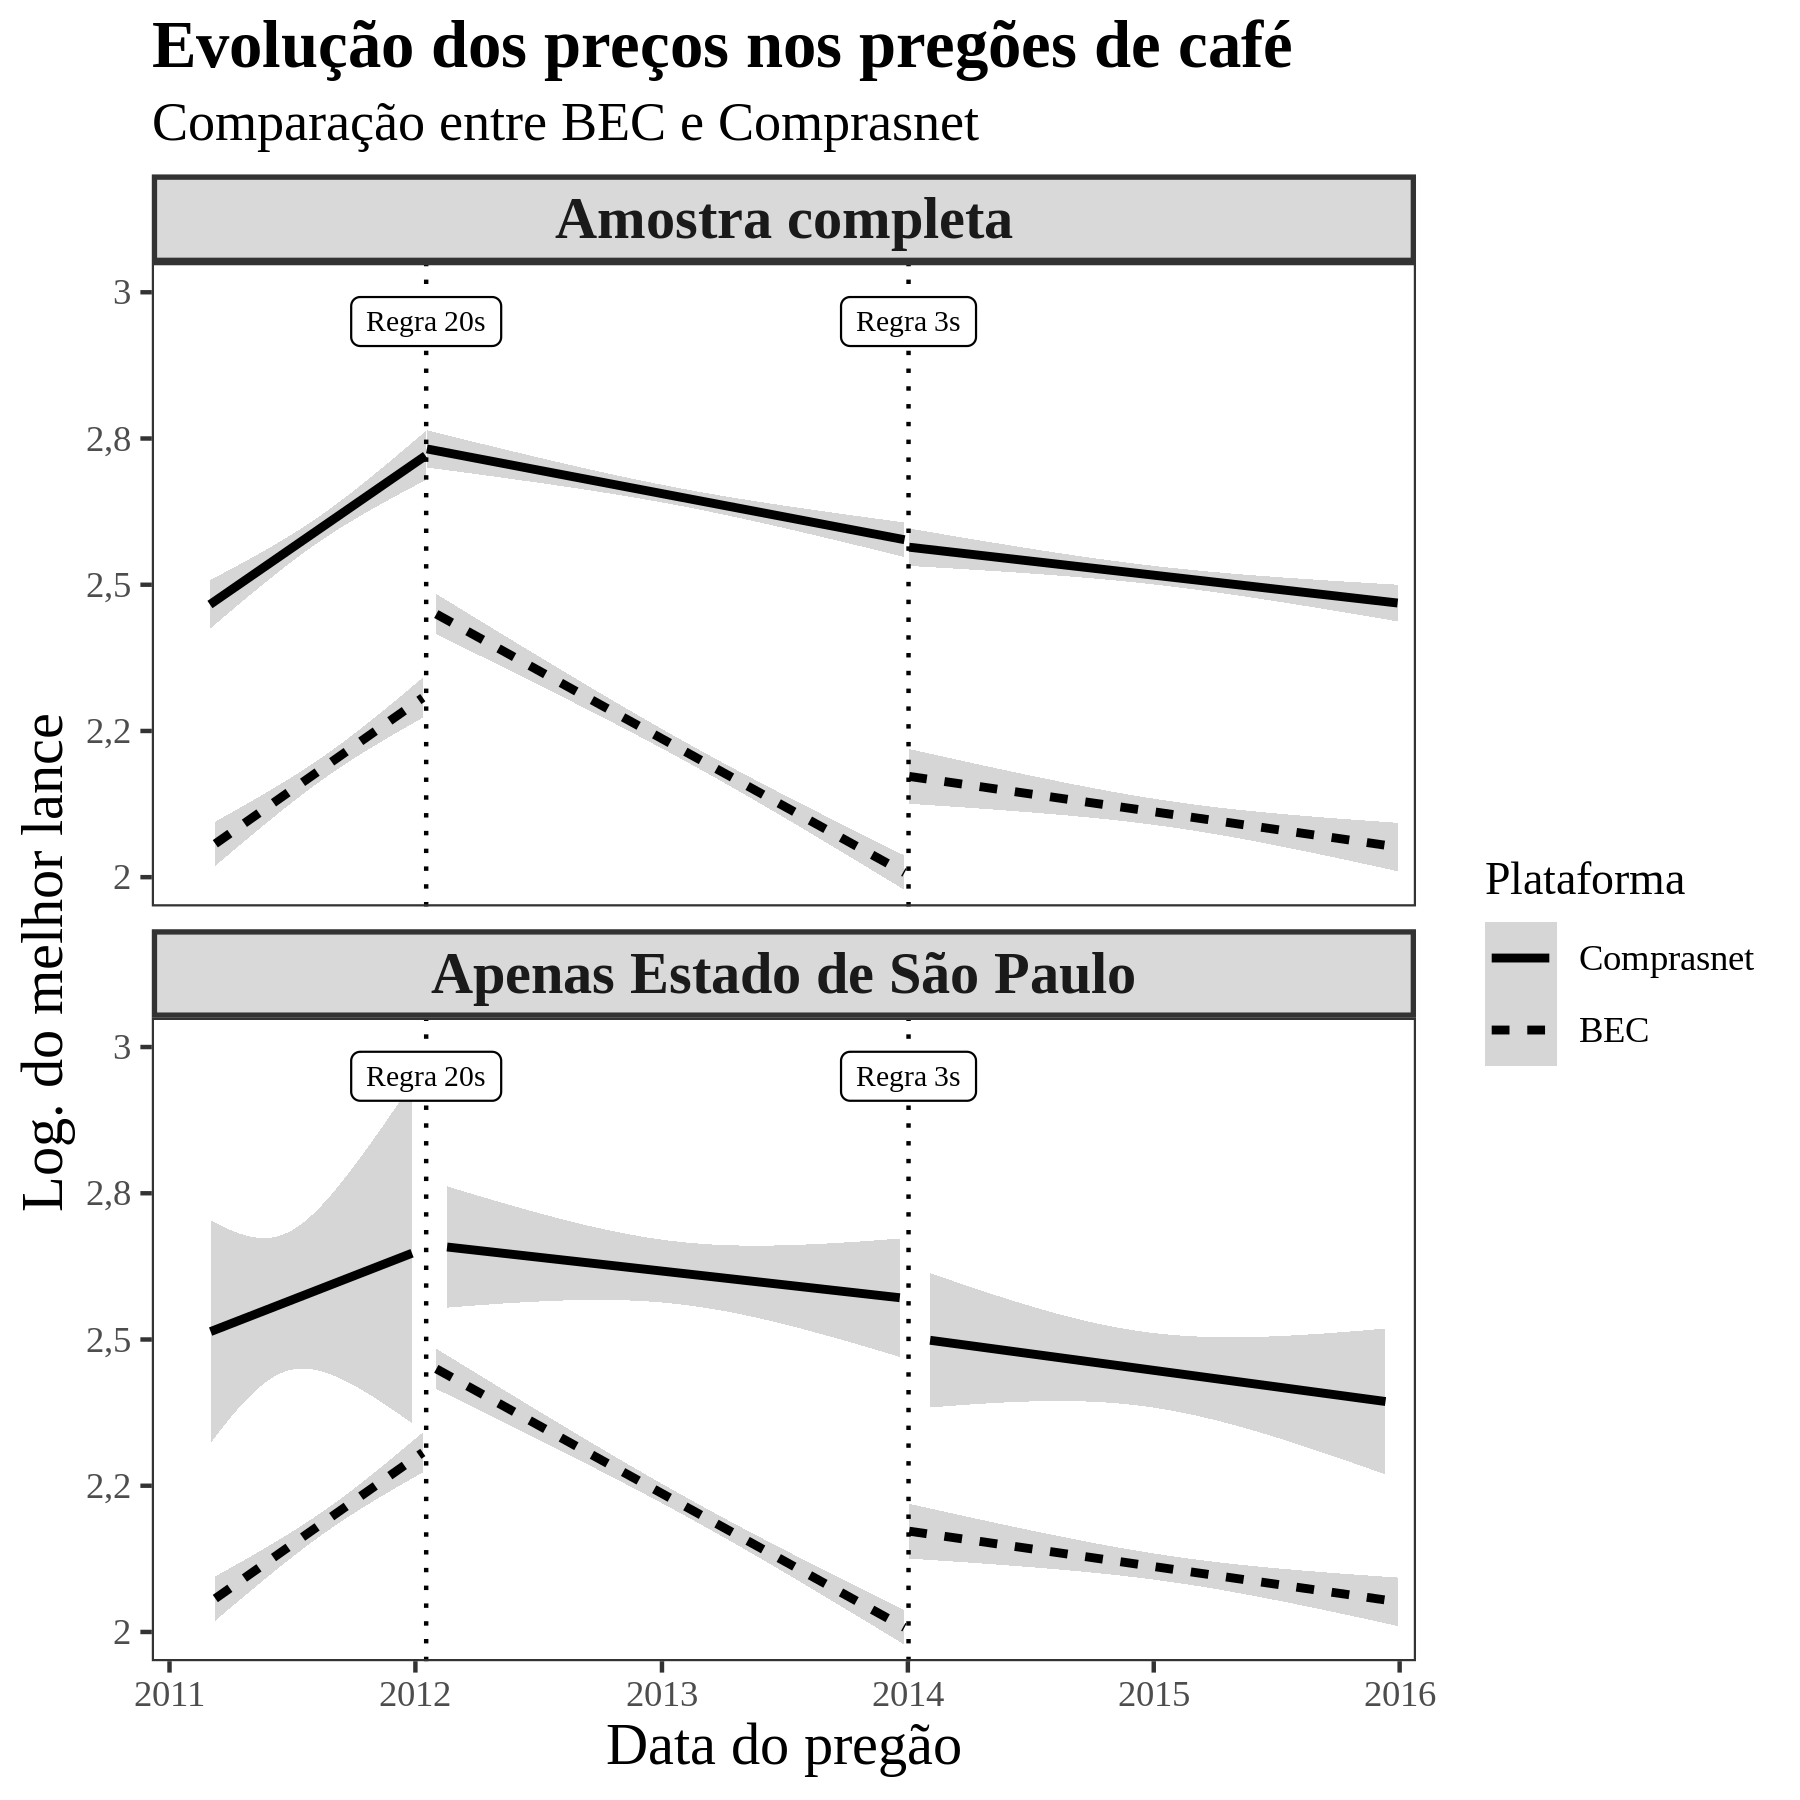 Evolução dos preços nos pregões de café
Comparação entre BEC e Comprasnet
Amostra completa
3
2,8
2,5
2,2
2
Regra 20s
Regra 3s
Log. do melhor lance
Plataforma
Comprasnet
BEC
Apenas Estado de São Paulo
3
2,8
2,5
2,2
2
Regra 20s
Regra 3s
2011
2012
2013
2014
2015
2016
Data do pregão